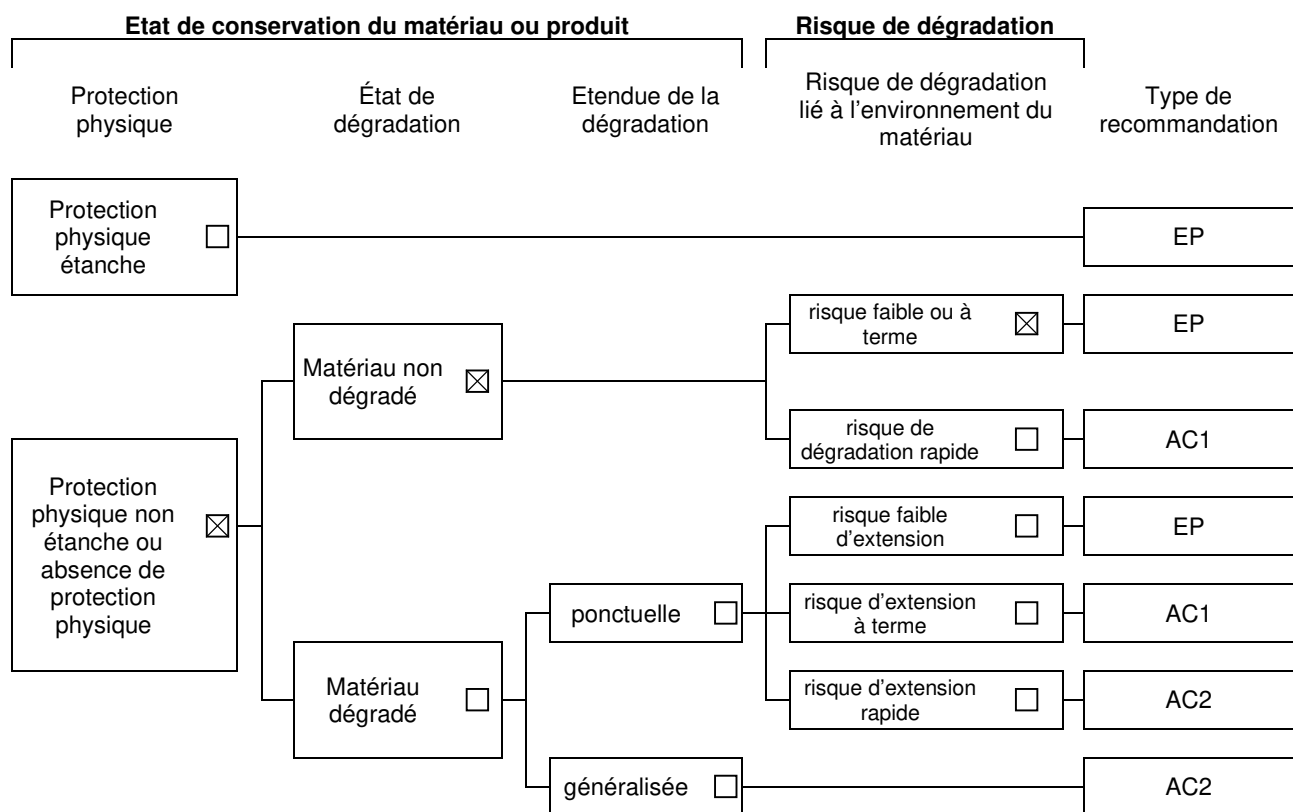 Etat de conservation du matériau ou produit
Risque de dégradation
Protection
physique
État de
dégradation
Etendue de la
dégradation
Risque de dégradation
lié à l'environnement du
matériau
Type de
recommandation
Protection
physique
étanche
EP
risque faible ou à
terme
EP
Matériau non
dégradé
risque de
dégradation rapide
AC1
Protection
physique non
étanche ou
absence de
protection
physique
risque faible
d'extension
EP
ponctuelle
risque d'extension
à terme
AC1
Matériau
dégradé
risque d'extension
rapide
AC2
généralisée
AC2